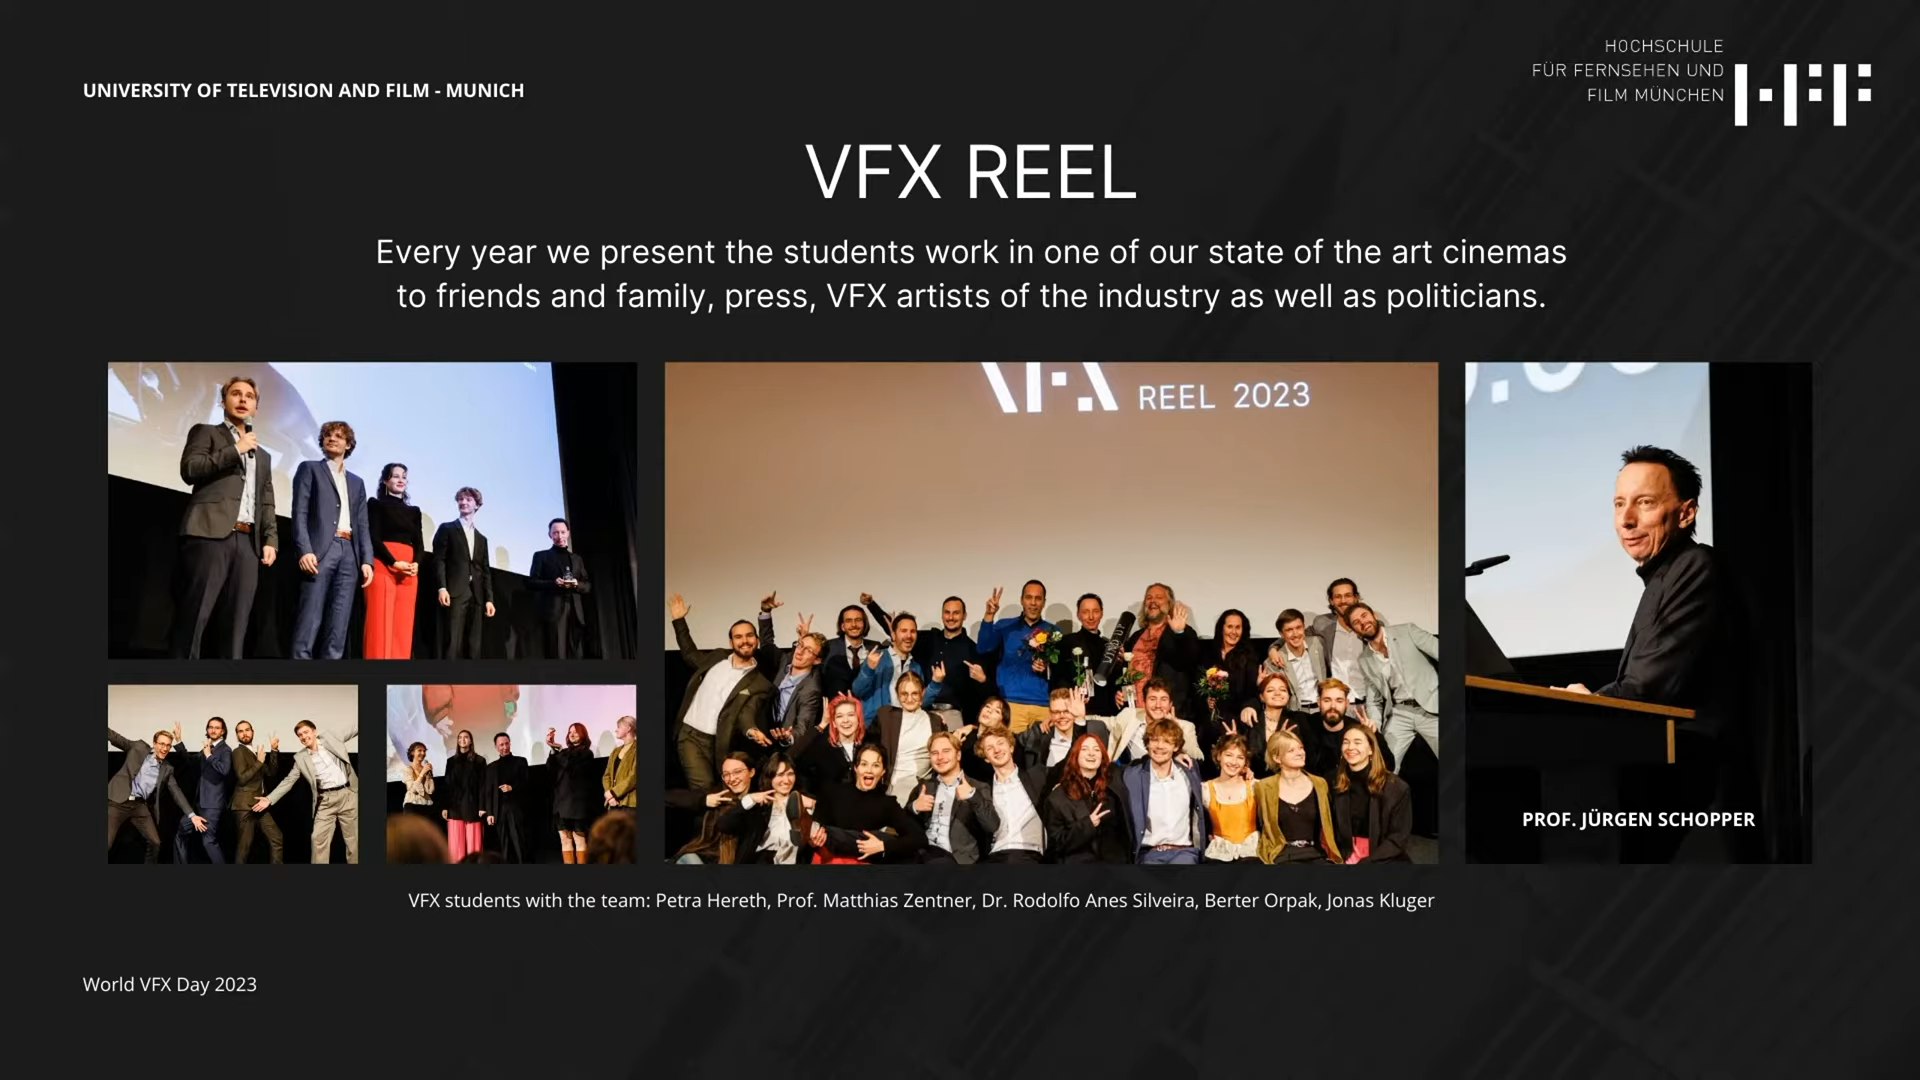 UNIVERSITY OF TELEVISION AND FILM - MUNICH
HOCHSCHULE
FÜR FERNSEHEN UND
FILM MÜNCHEN
VFX REEL
Every year we present the students work in one of our state of the art cinemas
to friends and family, press, VFX artists of the industry as well as politicians.
REEL 2023
PROF. JÜRGEN SCHOPPER
VFX students with the team: Petra Hereth, Prof. Matthias Zentner, Dr. Rodolfo Anes Silveira, Berter Orpak, Jonas Kluger
World VFX Day 2023